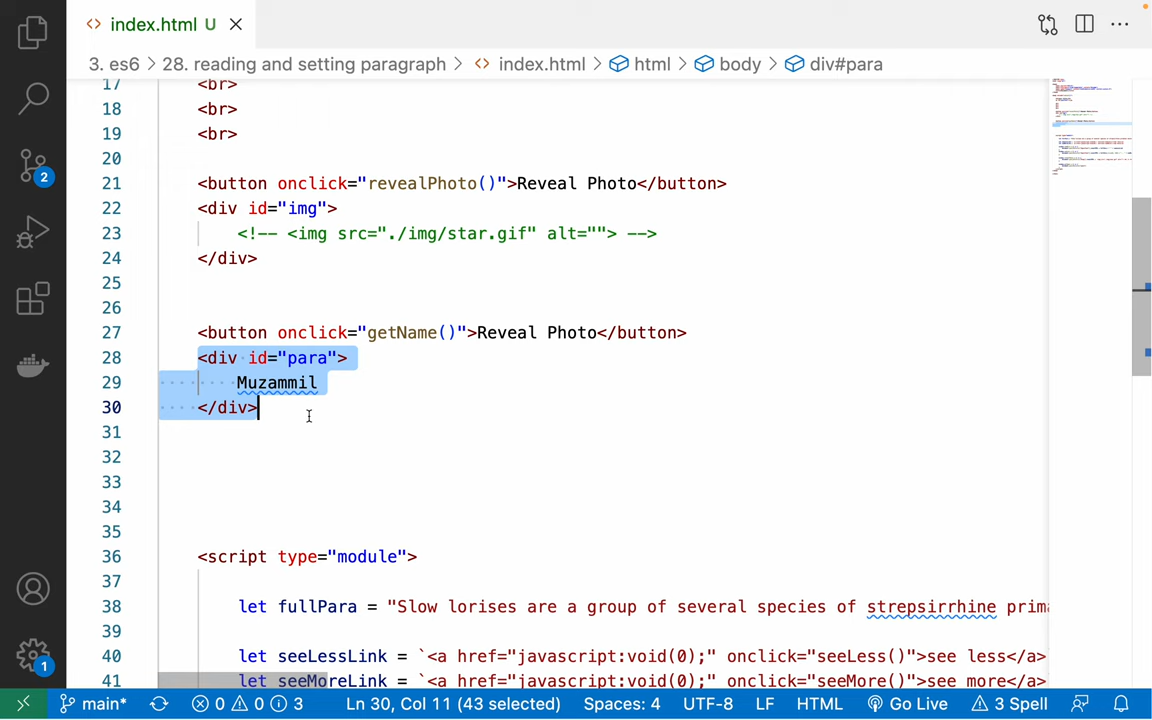 index.html U
3. es6 > 28. reading and setting paragraph > index.html > html > body > div#para
17 <br>
18 <br>
19 <br>
20
21 <button onclick="revealPhoto()">Reveal Photo</button>
22 <div id="img">
23 <!-- <img src="./img/star.gif" alt=""> -->
24 </div>
25
26
27 <button onclick="getName()">Reveal Photo</button>
28 <div id="para">
29 Muzammil
30 </div>
31
32
33
34
35
36 <script type="module">
37
38 let fullPara = "Slow lorises are a group of several species of strepsirrhine prima
39
40 let seeLessLink = `<a href="javascript:void(0);" onclick="seeLess()">see less</a>
41 let seeMoreLink = `<a href="javascript:void(0);" onclick="seeMore()">see more</a>
2
1
main* 0 0 3 Ln 30, Col 11 (43 selected) Spaces: 4 UTF-8 LF HTML Go Live 3 Spell